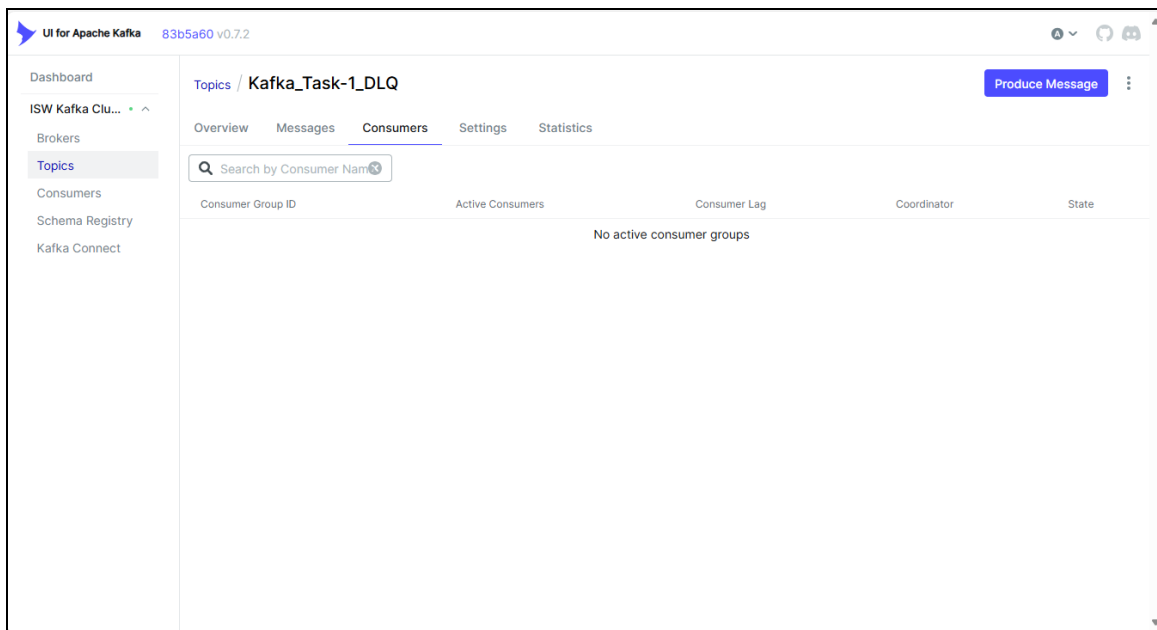 UI for Apache Kafka 83b5a60 v0.7.2 A
Dashboard
ISW Kafka Clu...
Brokers
Topics
Consumers
Schema Registry
Kafka Connect
Topics / Kafka_Task-1_DLQ Produce Message
Overview Messages Consumers Settings Statistics
Search by Consumer Nam
Consumer Group ID Active Consumers Consumer Lag Coordinator State
No active consumer groups